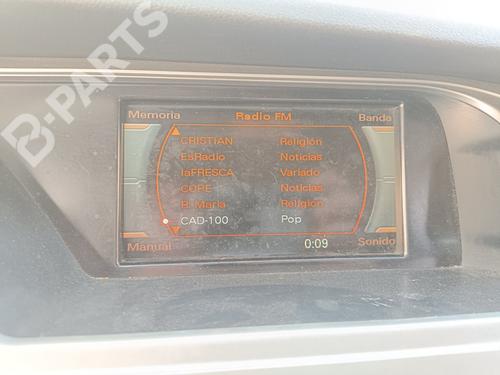 B-PARTS
Memoria Radio FM Banda
CRISTIAN Religión
EsRadio Noticias
laFRESCA Variado
COPE Noticias
R. María Religión
CAD-100 Pop
Manual 0:09 Sonido